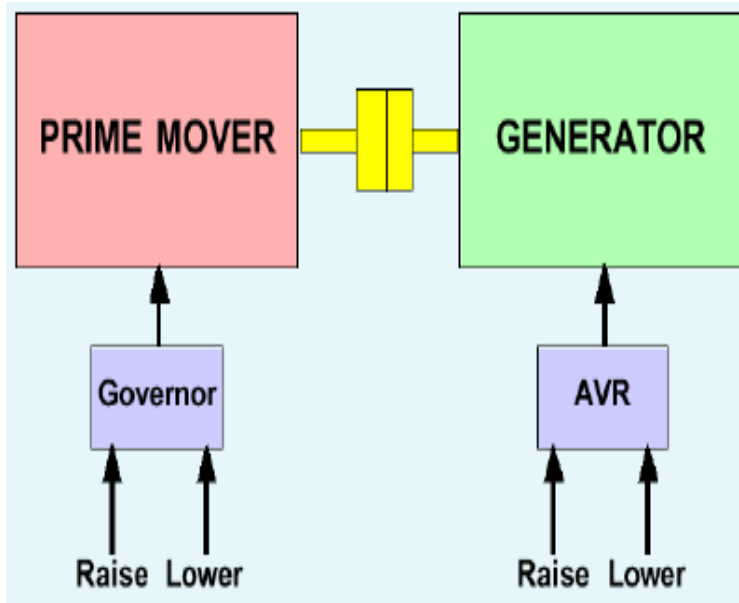 PRIME MOVER
GENERATOR
Governor
AVR
Raise Lower
Raise Lower